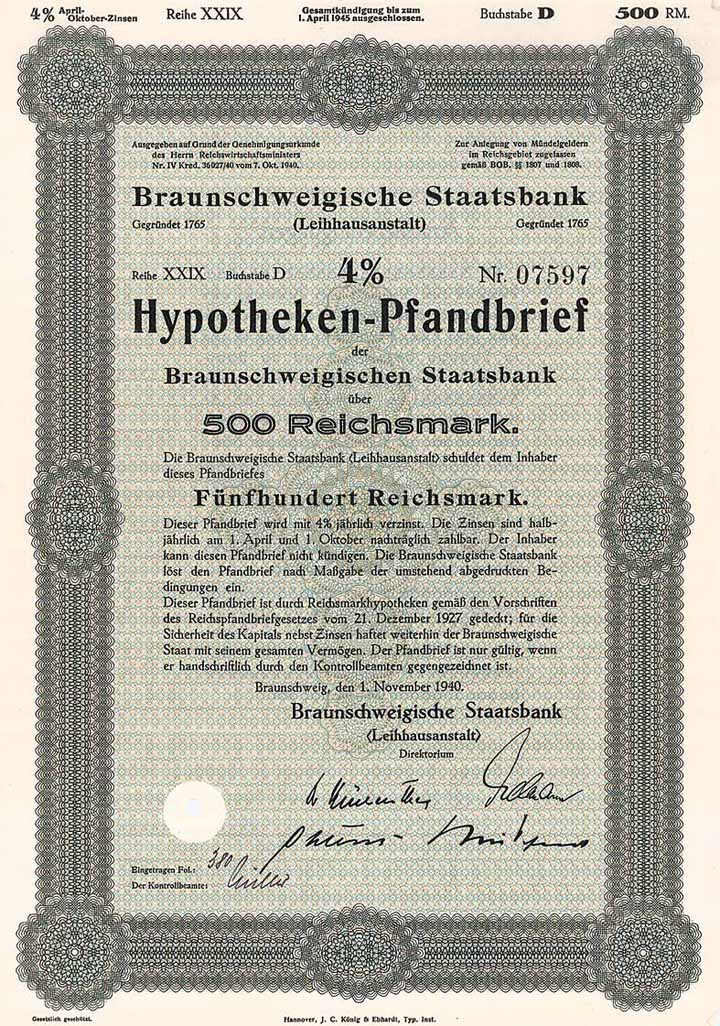 4% April-Oktober-Zinsen Reihe XXIX Gesamtkündigung bis zum 1. April 1945 ausgeschlossen. Buchstabe D 500 RM.
Ausgegeben auf Grund der Genehmigungsurkunde
des Herrn Reichswirtschaftsministers
Nr. IV Kred. 36927/40 vom 7. Okt. 1940.
Zur Anlegung von Mündelgeldern
im Reichsgebiet zugelassen
gemäß BGB. §§ 1807 und 1808.
Braunschweigische Staatsbank
Gegründet 1765 (Leihhausanstalt) Gegründet 1765
Reihe XXIX Buchstabe D 4% Nr. 07597
Hypotheken-Pfandbrief
der
Braunschweigischen Staatsbank
über
500 Reichsmark.
Die Braunschweigische Staatsbank (Leihhausanstalt) schuldet dem Inhaber
dieses Pfandbriefes
Fünfhundert Reichsmark.
Dieser Pfandbrief wird mit 4% jährlich verzinst. Die Zinsen sind halb-
jährlich am 1. April und 1. Oktober nachträglich zahlbar. Der Inhaber
kann diesen Pfandbrief nicht kündigen. Die Braunschweigische Staatsbank
löst den Pfandbrief nach Maßgabe der umstehend abgedruckten Be-
dingungen ein.
Dieser Pfandbrief ist durch Reichsmarkhypotheken gemäß den Vorschriften
des Reichspfandbriefgesetzes vom 21. Dezember 1927 gedeckt; für die
Sicherheit des Kapitals nebst Zinsen haftet weiterhin der Braunschweigische
Staat mit seinem gesamten Vermögen. Der Pfandbrief ist nur gültig, wenn
er handschriftlich durch den Kontrollbeamten gegengezeichnet ist.
Braunschweig, den 1. November 1940.
Braunschweigische Staatsbank
(Leihhausanstalt)
Direktorium
Eingetragen Fol.: 380
Der Kontrollbeamte:
Gesetzlich geschützt.
Hannover, J. C. König & Ebhardt, Typ. Inst.